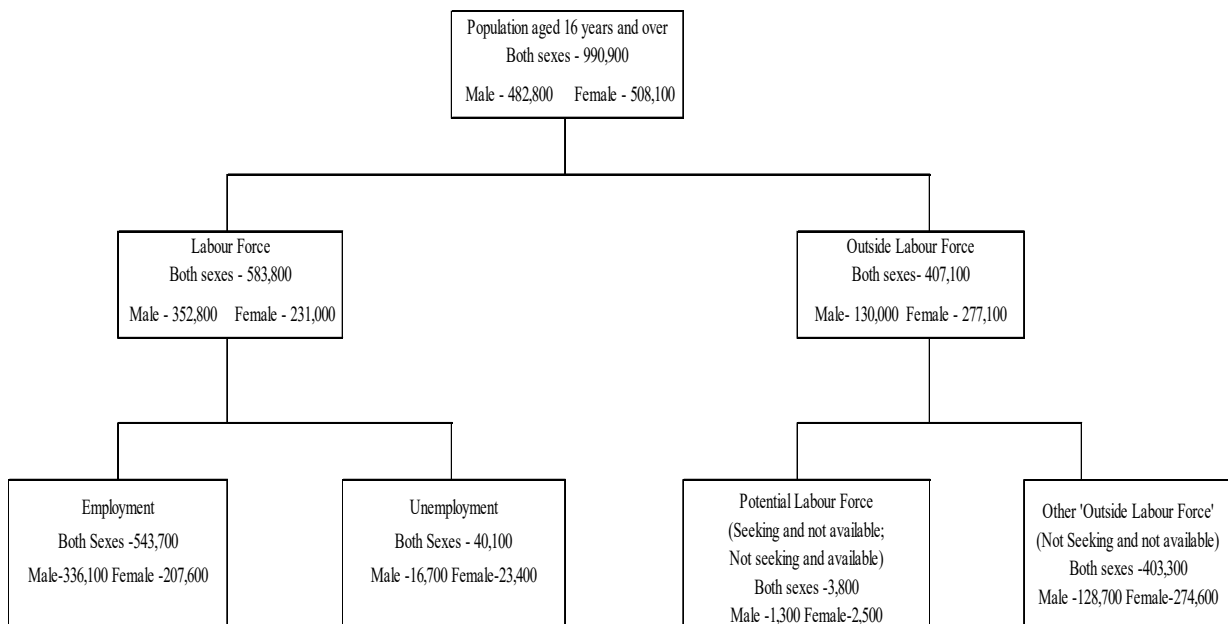 Population aged 16 years and over
Both sexes - 990,900
Male - 482,800 Female - 508,100
Labour Force
Both sexes - 583,800
Male - 352,800 Female - 231,000
Outside Labour Force
Both sexes- 407,100
Male- 130,000 Female - 277,100
Employment
Both Sexes -543,700
Male-336,100 Female -207,600
Unemployment
Both Sexes - 40,100
Male -16,700 Female-23,400
Potential Labour Force
(Seeking and not available;
Not seeking and available)
Both sexes -3,800
Male -1,300 Female-2,500
Other 'Outside Labour Force'
(Not Seeking and not available)
Both sexes -403,300
Male -128,700 Female-274,600